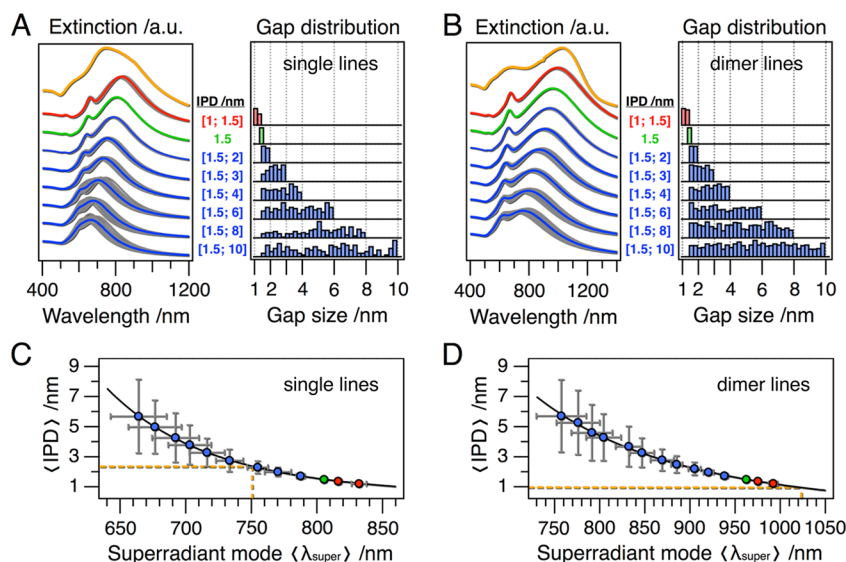 A Extinction /a.u. Gap distribution B Extinction /a.u. Gap distribution
single lines dimer lines
IPD /nm IPD /nm
[1; 1.5] [1; 1.5]
1.5 1.5
[1.5; 2] [1.5; 2]
[1.5; 3] [1.5; 3]
[1.5; 4] [1.5; 4]
[1.5; 6] [1.5; 6]
[1.5; 8] [1.5; 8]
[1.5; 10] [1.5; 10]
400 800 1200 1 2 4 6 8 10 400 800 1200 1 2 4 6 8 10
Wavelength /nm Gap size /nm Wavelength /nm Gap size /nm
C D
9 single lines 9 dimer lines
7 7
5 5
3 3
1 1
⟨IPD⟩ /nm ⟨IPD⟩ /nm
650 700 750 800 850 750 800 850 900 950 1000 1050
Superradiant mode ⟨λsuper⟩ /nm Superradiant mode ⟨λsuper⟩ /nm